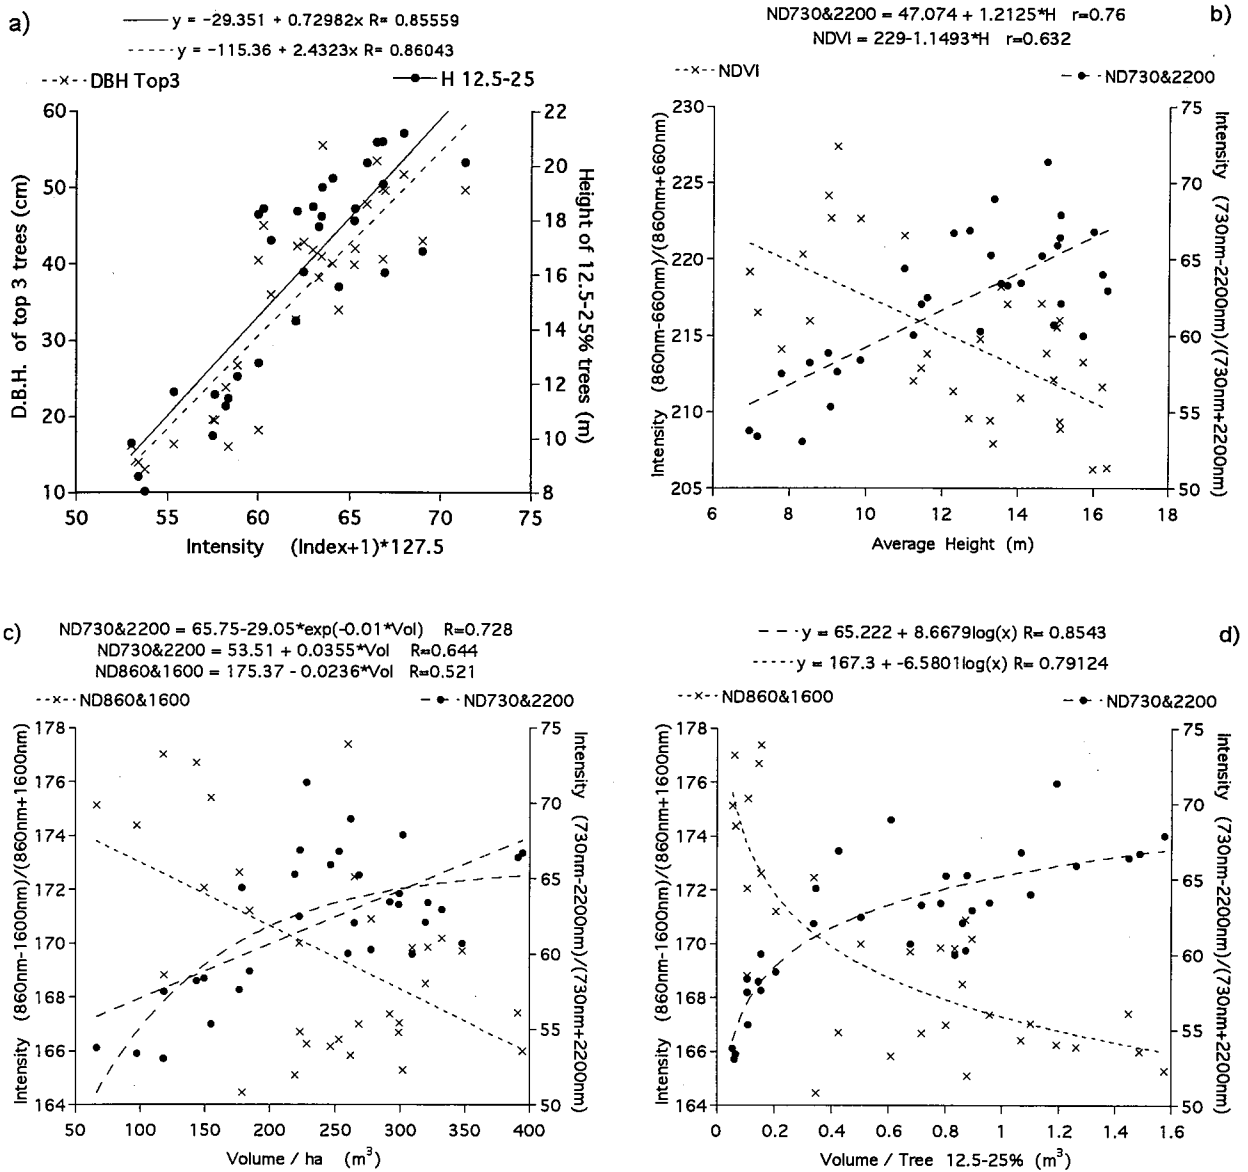 a)
y = -29.351 + 0.72982x R= 0.85559
y = -115.36 + 2.4323x R= 0.86043
DBH Top3
H 12.5-25
D.B.H. of top 3 trees (cm)
60
50
40
30
20
10
22
20
18
16
14
12
10
8
Height of 12.5-25% trees (m)
50 55 60 65 70 75
Intensity (Index+1)*127.5
b)
ND730&2200 = 47.074 + 1.2125*H r=0.76
NDVI = 229-1.1493*H r=0.632
NDVI
ND730&2200
Intensity (860nm-660nm)/(860nm+660nm)
230
225
220
215
210
205
75
70
65
60
55
50
Intensity (730nm-2200nm)/(730nm+2200nm)
6 8 10 12 14 16 18
Average Height (m)
c)
ND730&2200 = 65.75-29.05*exp(-0.01*Vol) R=0.728
ND730&2200 = 53.51 + 0.0355*Vol R=0.644
ND860&1600 = 175.37 - 0.0236*Vol R=0.521
ND860&1600
ND730&2200
Intensity (860nm-1600nm)/(860nm+1600nm)
178
176
174
172
170
168
166
164
75
70
65
60
55
50
Intensity (730nm-2200nm)/(730nm+2200nm)
50 100 150 200 250 300 350 400
Volume / ha (m³)
d)
y = 65.222 + 8.6679log(x) R= 0.8543
y = 167.3 + -6.5801log(x) R= 0.79124
ND860&1600
ND730&2200
Intensity (860nm-1600nm)/(860nm+1600nm)
178
176
174
172
170
168
166
164
75
70
65
60
55
50
Intensity (730nm-2200nm)/(730nm+2200nm)
0 0.2 0.4 0.6 0.8 1 1.2 1.4 1.6
Volume / Tree 12.5-25% (m³)